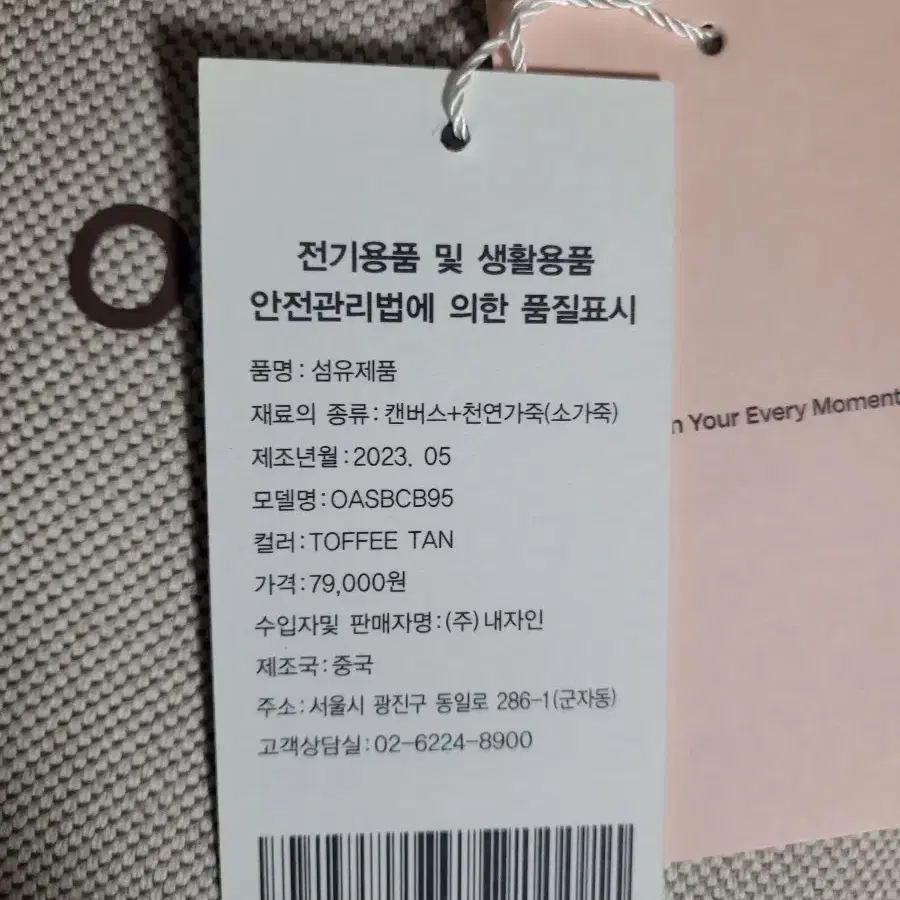 전기용품 및 생활용품
안전관리법에 의한 품질표시
품명: 섬유제품
재료의 종류: 캔버스+천연가죽(소가죽)
제조년월:2023. 05
모델명:OASBCB95
컬러:TOFFEE TAN
가격:79,000원
수입자및 판매자명:(주)내자인
제조국:중국
주소:서울시 광진구 동일로 286-1(군자동)
고객상담실:02-6224-8900
Your Every Moment
O